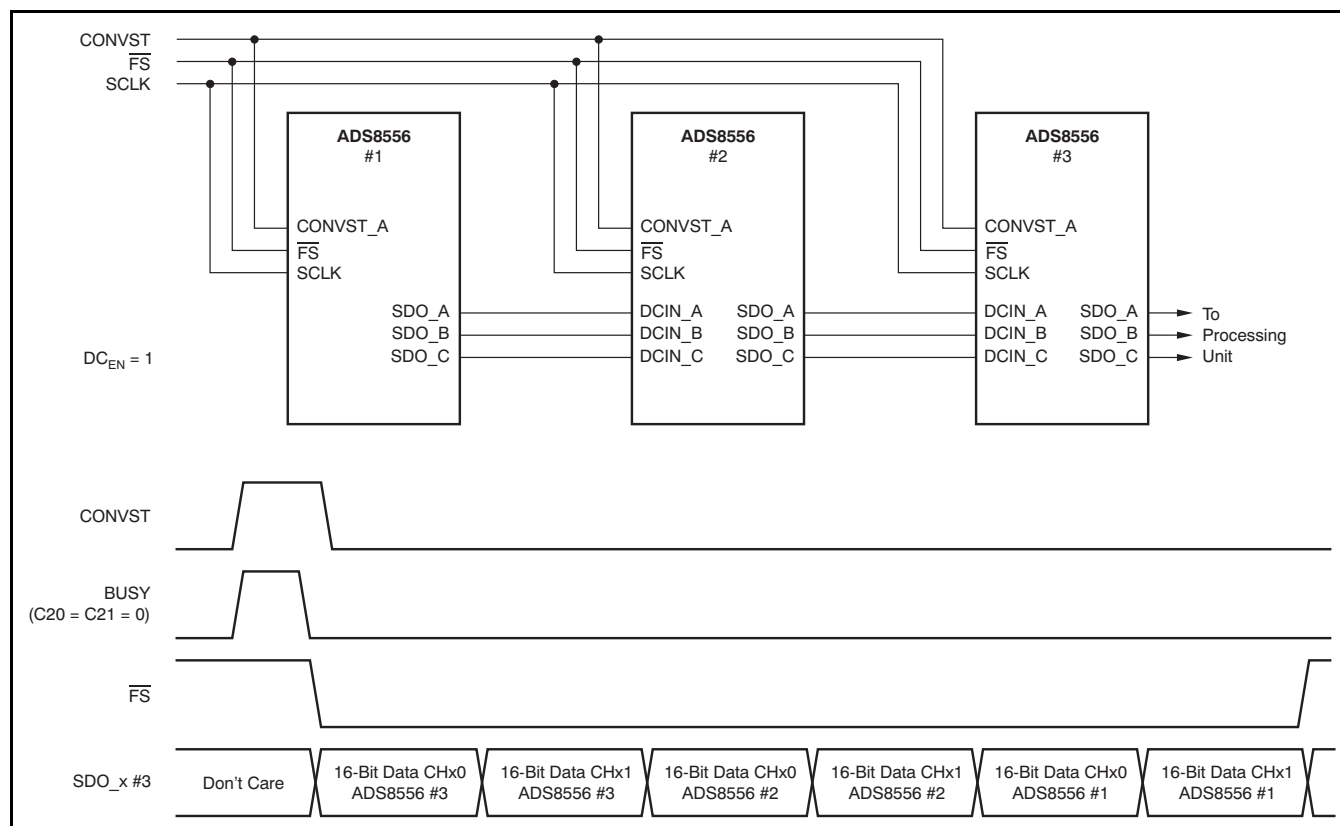 CONVST
FS
SCLK
ADS8556
#1
ADS8556
#2
ADS8556
#3
CONVST_A
FS
SCLK
CONVST_A
FS
SCLK
CONVST_A
FS
SCLK
SDO_A
SDO_B
SDO_C
DCIN_A
DCIN_B
DCIN_C
SDO_A
SDO_B
SDO_C
DCIN_A
DCIN_B
DCIN_C
SDO_A
SDO_B
SDO_C
To
Processing
Unit
DCEN = 1
CONVST
BUSY
(C20 = C21 = 0)
FS
SDO_x #3
Don't Care
16-Bit Data CHx0
ADS8556 #3
16-Bit Data CHx1
ADS8556 #3
16-Bit Data CHx0
ADS8556 #2
16-Bit Data CHx1
ADS8556 #2
16-Bit Data CHx0
ADS8556 #1
16-Bit Data CHx1
ADS8556 #1